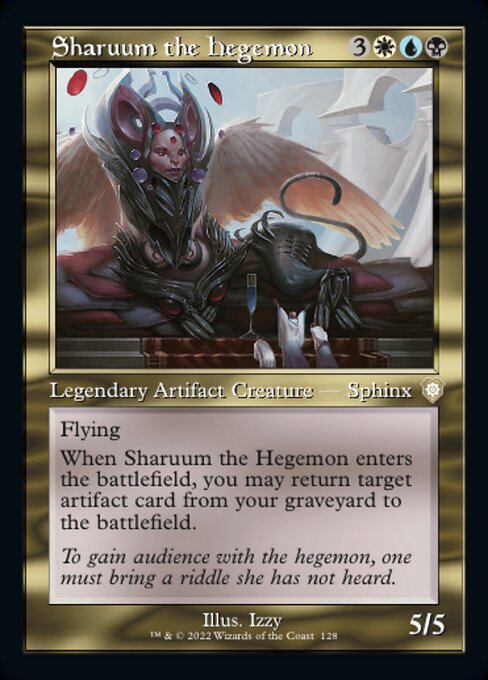 Sharuum the Hegemon 3
Legendary Artifact Creature — Sphinx
Flying
When Sharuum the Hegemon enters
the battlefield, you may return target
artifact card from your graveyard to
the battlefield.
To gain audience with the hegemon, one
must bring a riddle she has not heard.
Illus. Izzy
™ & © 2022 Wizards of the Coast 128
5/5